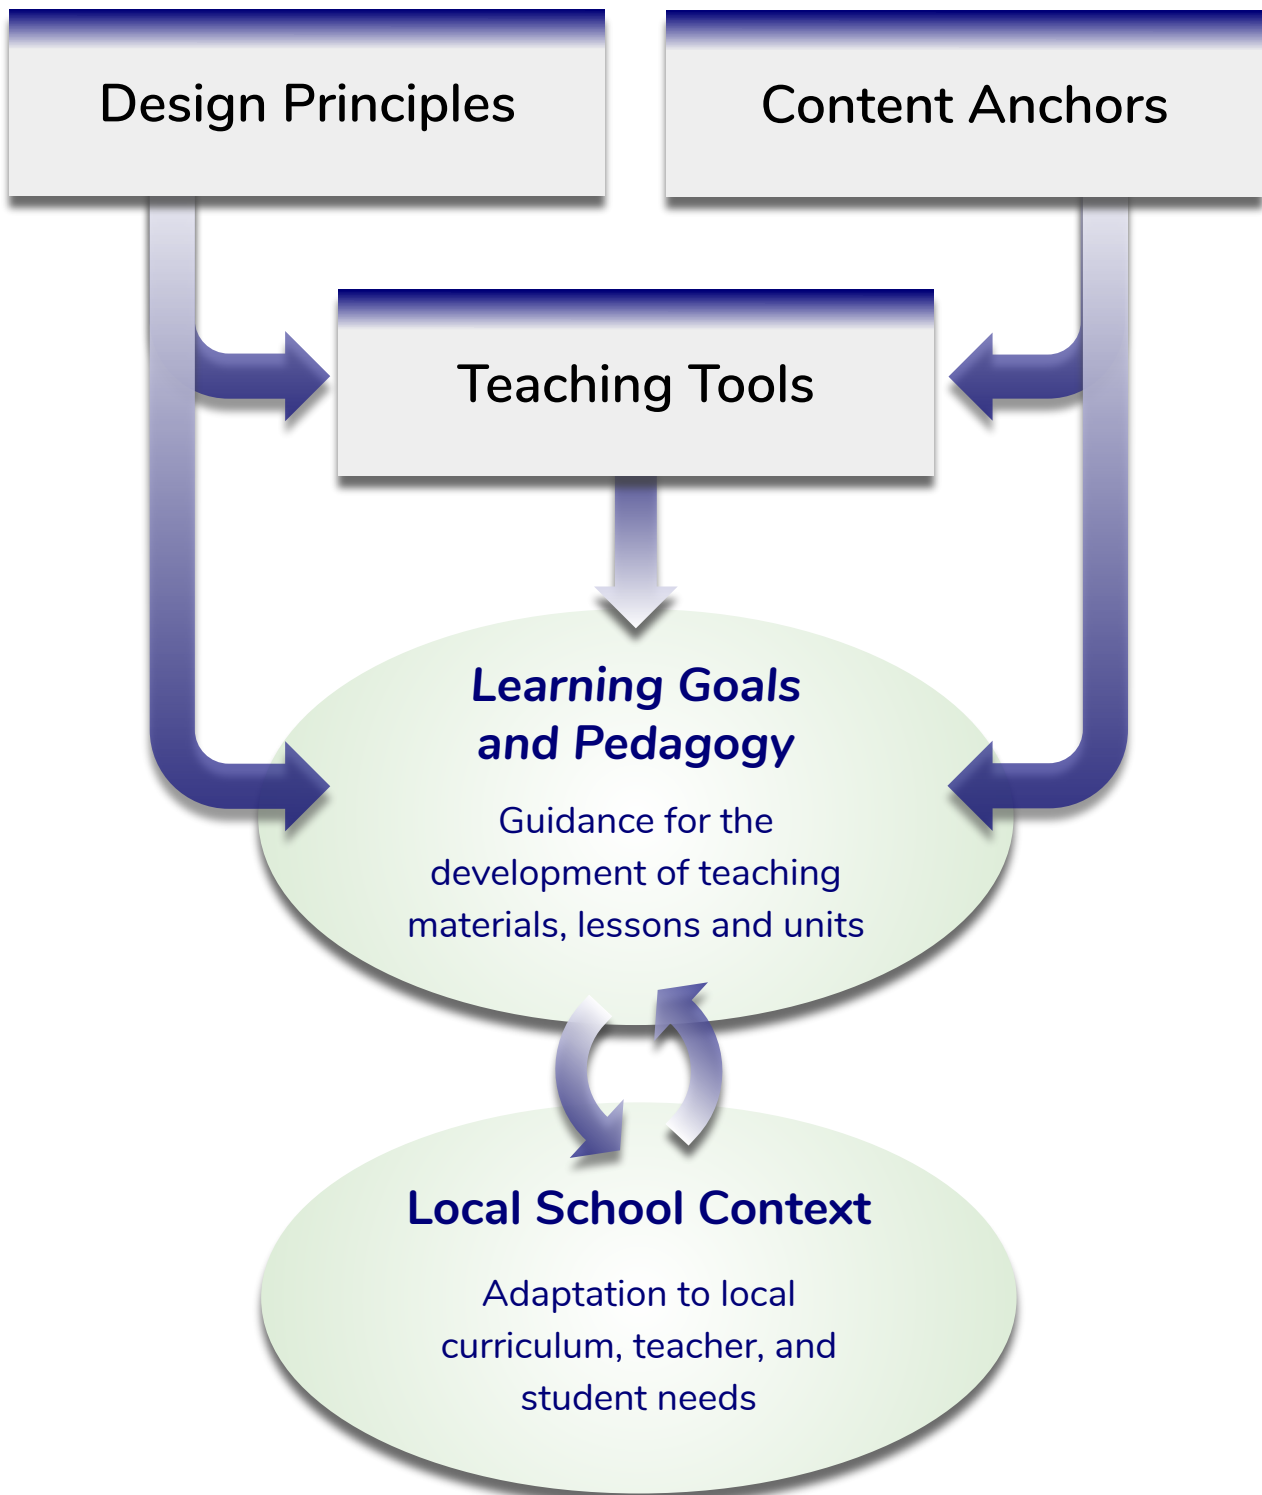 Design Principles
Content Anchors
Teaching Tools
Learning Goals
and Pedagogy
Guidance for the
development of teaching
materials, lessons and units
Local School Context
Adaptation to local
curriculum, teacher, and
student needs